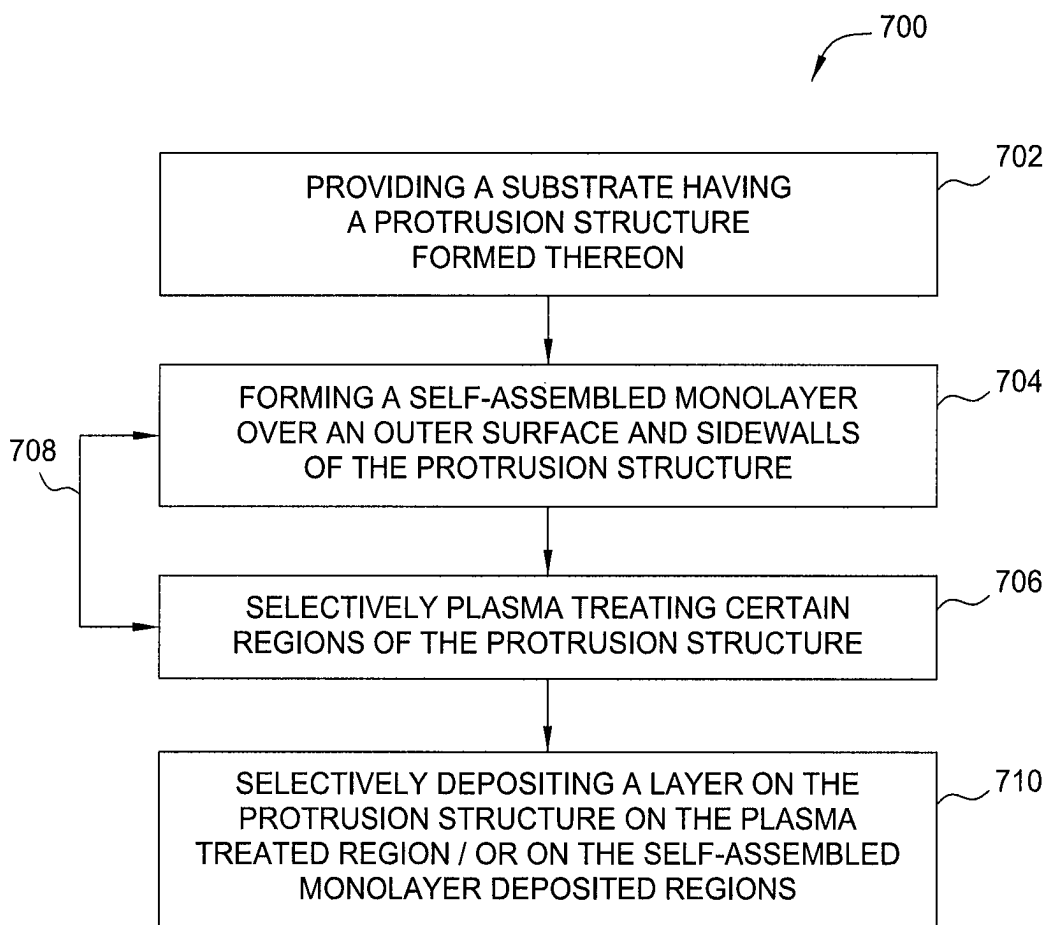 700
702
PROVIDING A SUBSTRATE HAVING
A PROTRUSION STRUCTURE
FORMED THEREON
704
FORMING A SELF-ASSEMBLED MONOLAYER
OVER AN OUTER SURFACE AND SIDEWALLS
OF THE PROTRUSION STRUCTURE
708
706
SELECTIVELY PLASMA TREATING CERTAIN
REGIONS OF THE PROTRUSION STRUCTURE
710
SELECTIVELY DEPOSITING A LAYER ON THE
PROTRUSION STRUCTURE ON THE PLASMA
TREATED REGION / OR ON THE SELF-ASSEMBLED
MONOLAYER DEPOSITED REGIONS